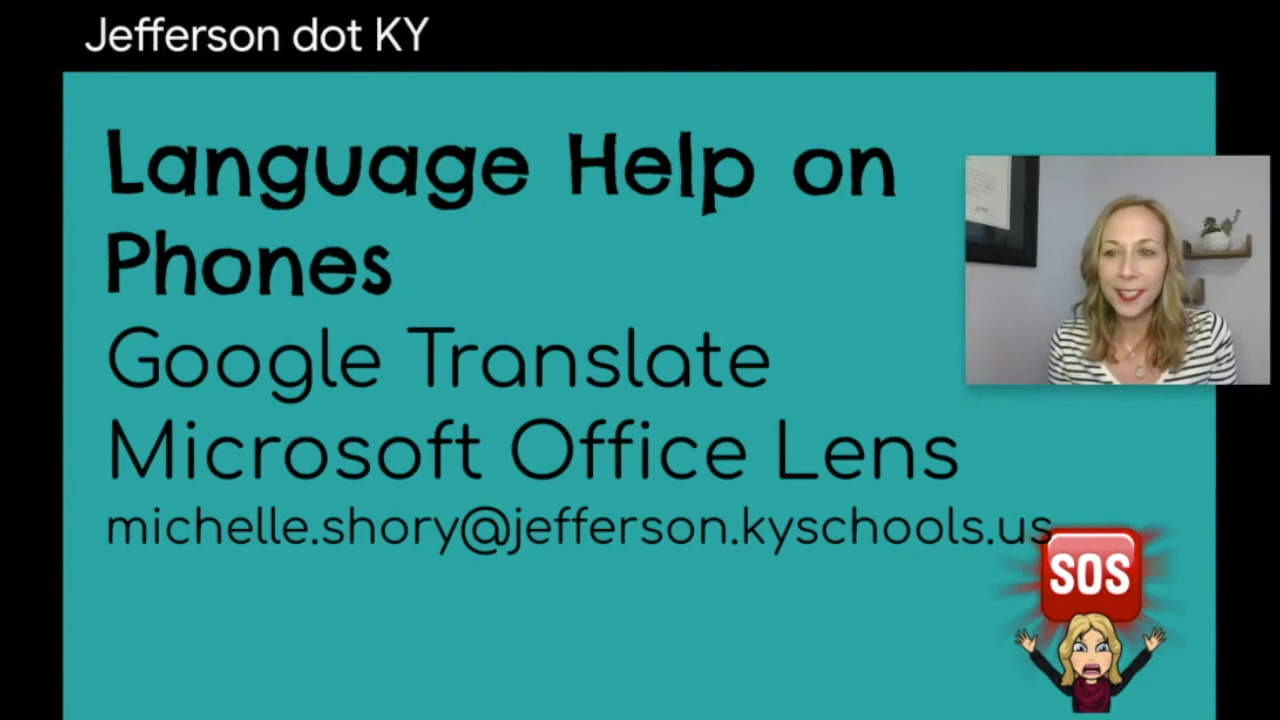 Jefferson dot KY
Language Help on
Phones
Google Translate
Microsoft Office Lens
michelle.shory@jefferson.kyschools.us
SOS